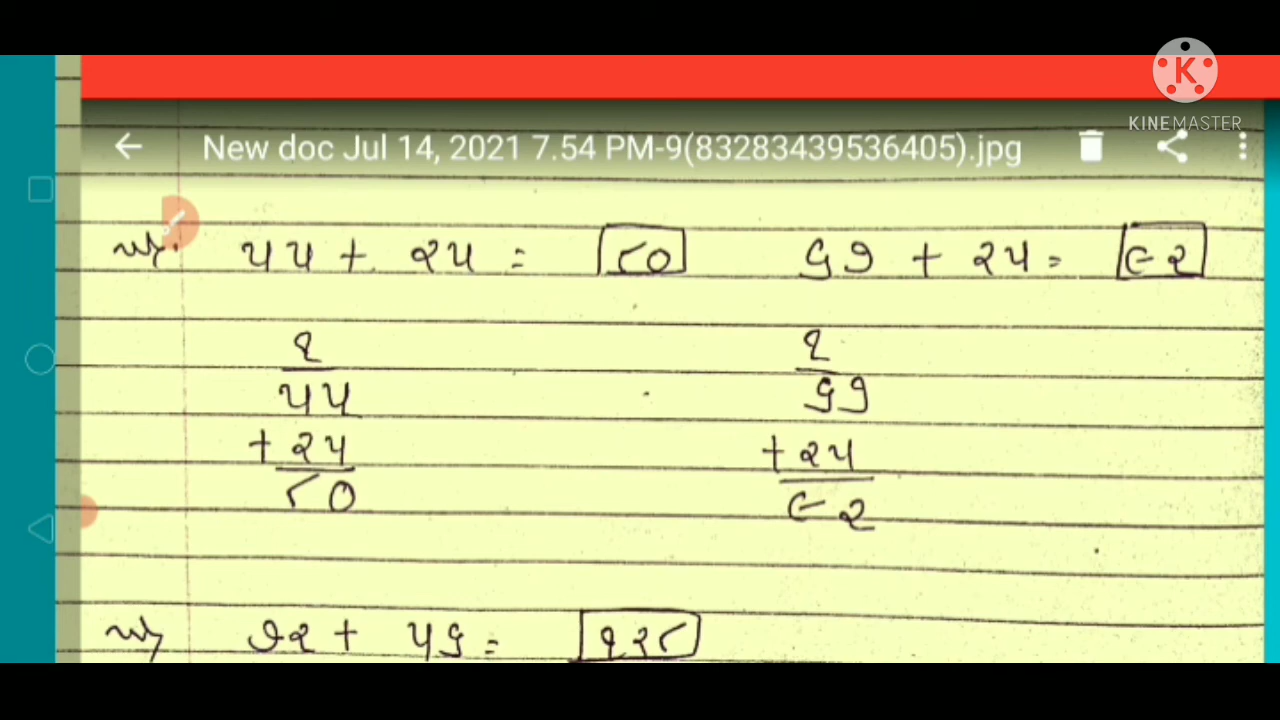 New doc Jul 14, 2021 7.54 PM-9(83283439536405).jpg
KINEMASTER
૫૫ + ૨૫ = ૮૦ ૬૭ + ૨૫ = ૯૨
૧ ૧
૫૫ ૬૭
+ ૨૫ + ૨૫
૮૦ ૯૨
૭૨ + ૫૬ = ૧૨૮